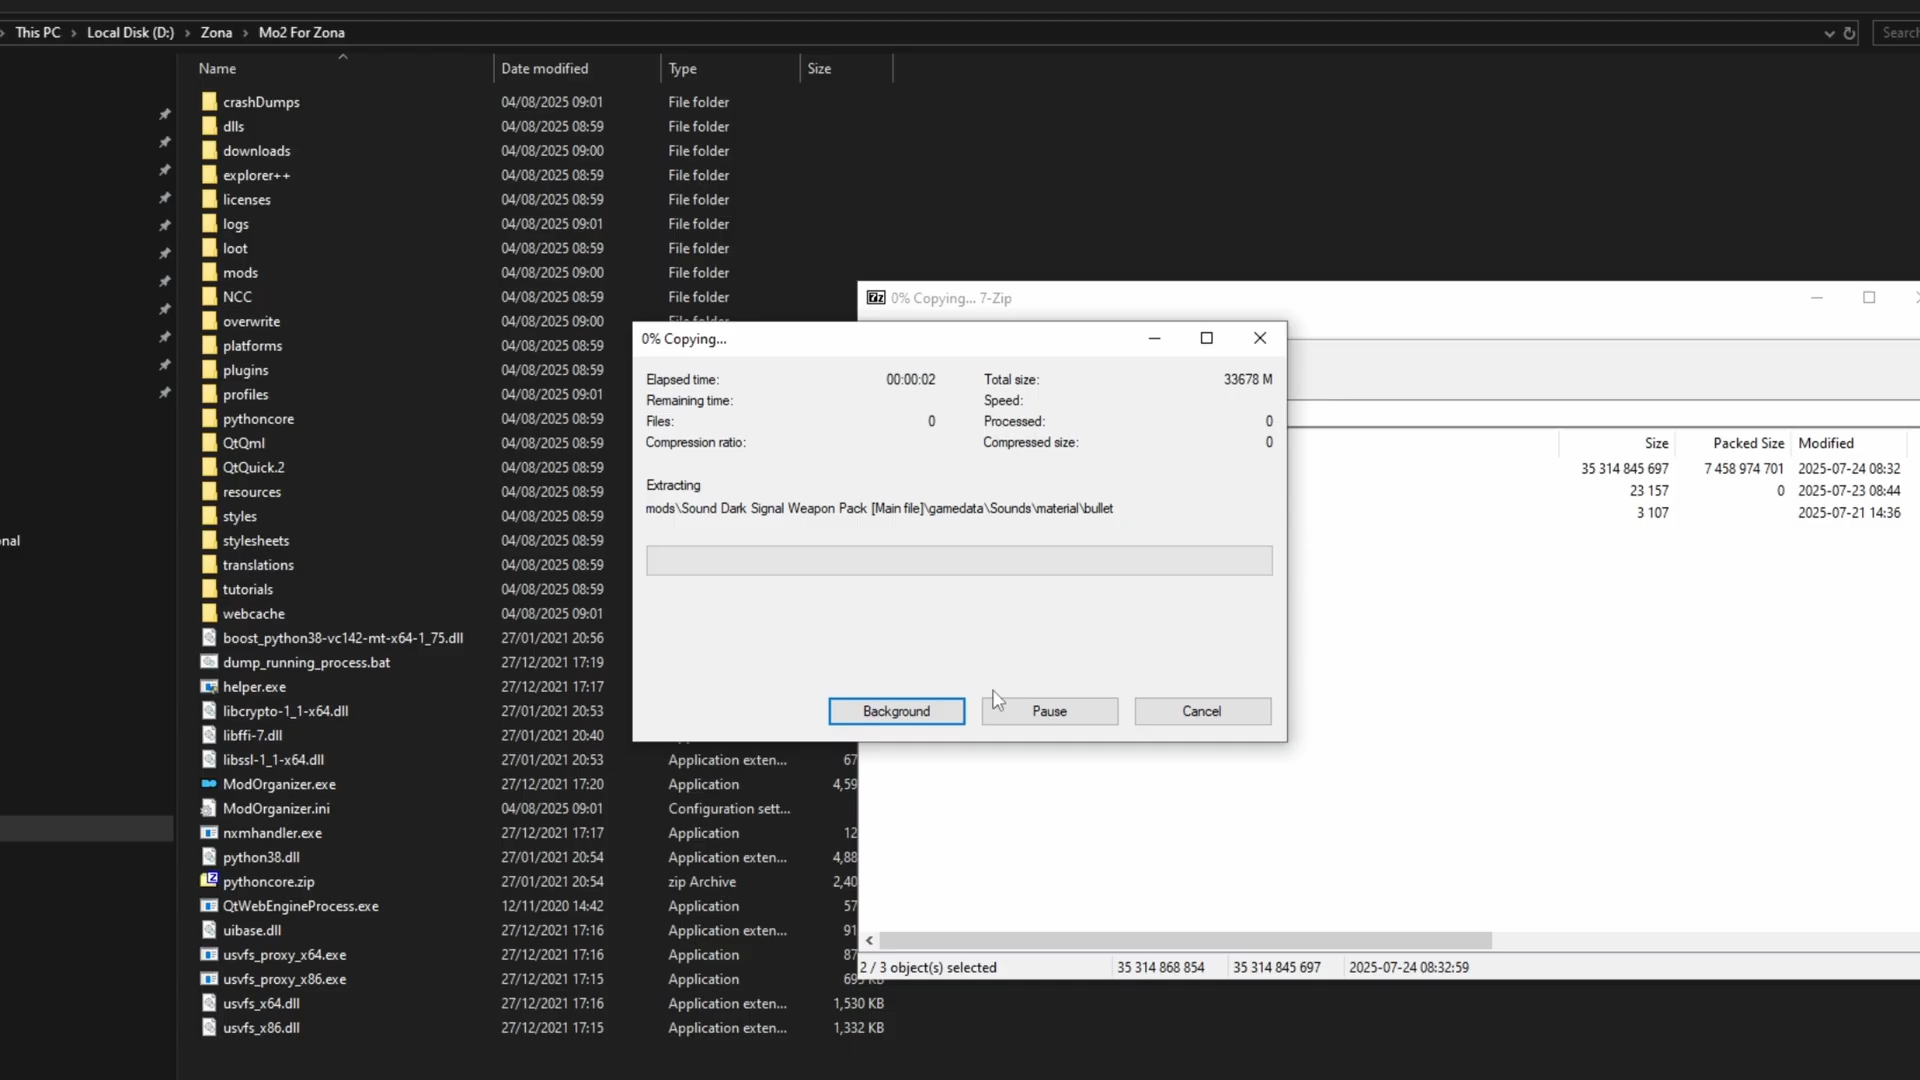 This PC > Local Disk (D:) > Zona > Mo2 For Zona
Search
Name Date modified Type Size
crashDumps 04/08/2025 09:01 File folder
dlls 04/08/2025 08:59 File folder
downloads 04/08/2025 09:00 File folder
explorer++ 04/08/2025 08:59 File folder
licenses 04/08/2025 08:59 File folder
logs 04/08/2025 09:01 File folder
loot 04/08/2025 08:59 File folder
mods 04/08/2025 09:00 File folder
NCC 04/08/2025 08:59 File folder
overwrite 04/08/2025 09:00
platforms 04/08/2025 08:59
plugins 04/08/2025 08:59
profiles 04/08/2025 09:01
pythoncore 04/08/2025 08:59
QtQml 04/08/2025 08:59
QtQuick.2 04/08/2025 08:59
resources 04/08/2025 08:59
styles 04/08/2025 08:59
stylesheets 04/08/2025 08:59
translations 04/08/2025 08:59
tutorials 04/08/2025 08:59
webcache 04/08/2025 09:01
boost_python38-vc142-mt-x64-1_75.dll 27/01/2021 20:56
dump_running_process.bat 27/12/2021 17:19
helper.exe 27/12/2021 17:17
libcrypto-1_1-x64.dll 27/01/2021 20:53
libffi-7.dll 27/01/2021 20:40
libssl-1_1-x64.dll 27/01/2021 20:53 Application exten... 67
ModOrganizer.exe 27/12/2021 17:20 Application 4,59
ModOrganizer.ini 04/08/2025 09:01 Configuration sett...
nxmhandler.exe 27/12/2021 17:17 Application 12
python38.dll 27/01/2021 20:54 Application exten... 4,88
pythoncore.zip 27/01/2021 20:54 zip Archive 2,40
QtWebEngineProcess.exe 12/11/2020 14:42 Application 57
uibase.dll 27/12/2021 17:16 Application exten... 91
usvfs_proxy_x64.exe 27/12/2021 17:16 Application 87
usvfs_proxy_x86.exe 27/12/2021 17:15 Application 695 KB
usvfs_x64.dll 27/12/2021 17:16 Application exten... 1,530 KB
usvfs_x86.dll 27/12/2021 17:15 Application exten... 1,332 KB
onal
0% Copying... 7-Zip
0% Copying...
Elapsed time: 00:00:02 Total size: 33678 M
Remaining time: Speed:
Files: 0 Processed: 0
Compression ratio: Compressed size: 0
Extracting
mods\Sound Dark Signal Weapon Pack [Main file]\gamedata\Sounds\material\bullet
Background Pause Cancel
Size Packed Size Modified
35 314 845 697 7 458 974 701 2025-07-24 08:32
23 157 0 2025-07-23 08:44
3 107 2025-07-21 14:36
2 / 3 object(s) selected 35 314 868 854 35 314 845 697 2025-07-24 08:32:59